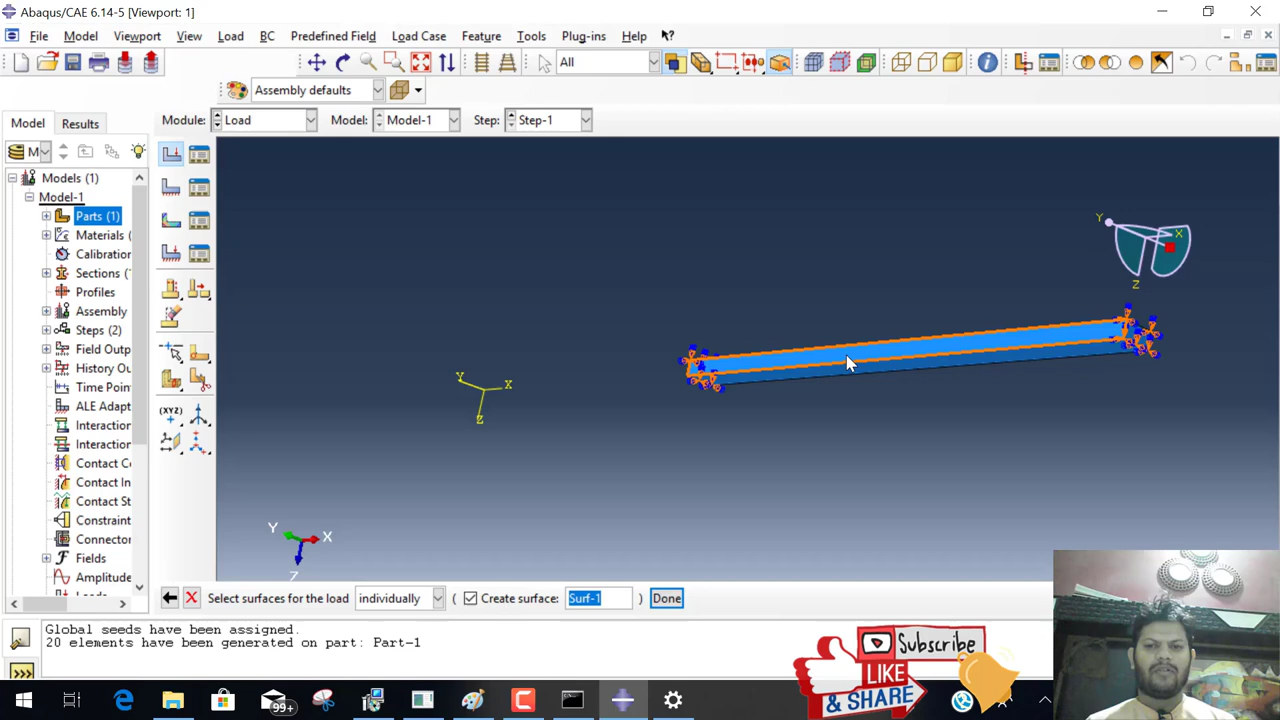 Abaqus/CAE 6.14-5 [Viewport: 1]
File Model Viewport View Load BC Predefined Field Load Case Feature Tools Plug-ins Help
All
Assembly defaults
Model Results Module: Load Model: Model-1 Step: Step-1
M
Models (1)
Model-1
Parts (1)
Materials (
Calibration
Sections (
Profiles
Assembly
Steps (2)
Field Outp
History O
Time Poin
ALE Adapt
Interaction
Interaction
Contact Co
Contact In
Contact St
Constraint
Connector
Fields
Amplitude
(XYZ)
Y X Z
Y X Z
Y X Z
Select surfaces for the load individually ( Create surface: Surf-1 ) Done
Global seeds have been assigned.
20 elements have been generated on part: Part-1
>>>
Subscribe
LIKE
& SHARE
99+